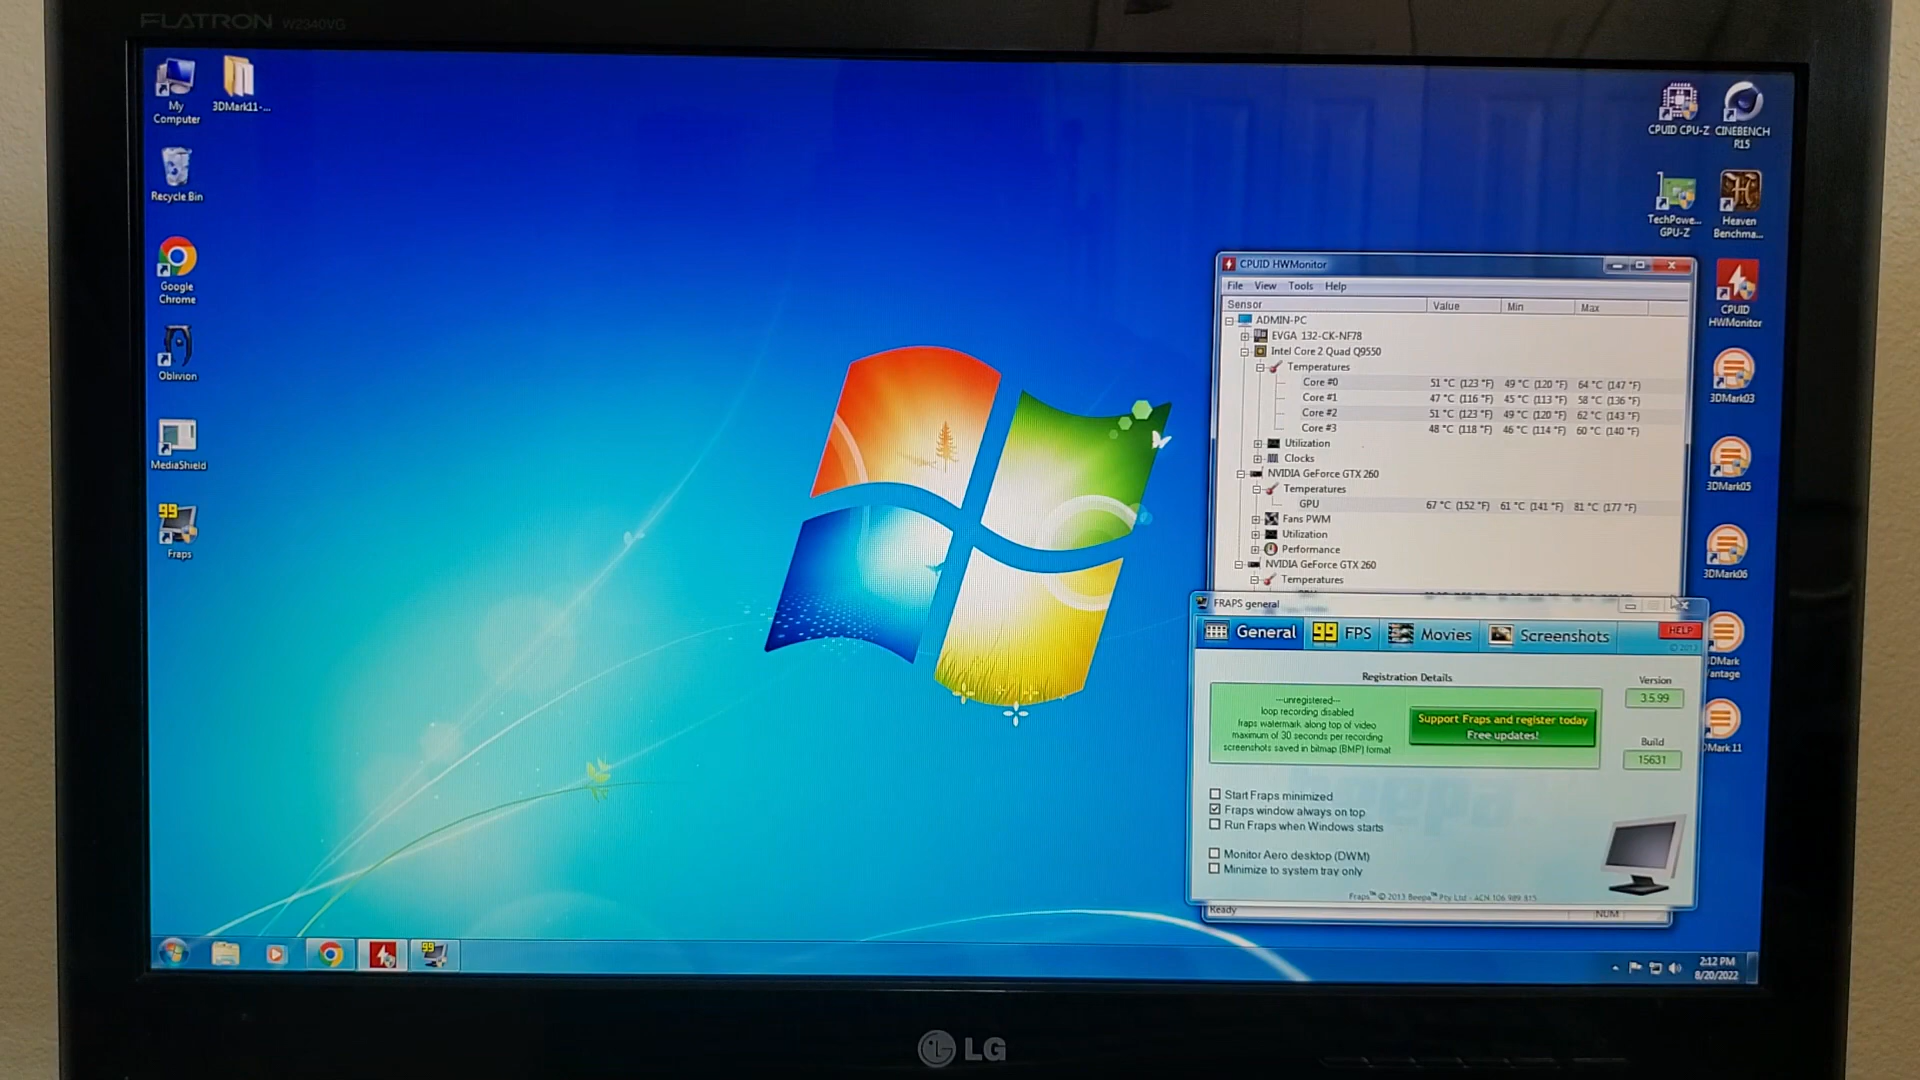 FLATRON W2340VG
My
Computer
3DMark11-...
Recycle Bin
Google
Chrome
Oblivion
MediaShield
99
Fraps
CPUID CPU-Z
CINEBENCH
R15
TechPowe...
GPU-Z
Heaven
Benchma...
CPUID
HWMonitor
3DMark03
3DMark05
3DMark06
DMark
antage
DMark 11
CPUID HWMonitor
File View Tools Help
Sensor Value Min Max
ADMIN-PC
EVGA 132-CK-NF78
Intel Core 2 Quad Q9550
Temperatures
Core #0 51 °C (123 °F) 49 °C (120 °F) 64 °C (147 °F)
Core #1 47 °C (116 °F) 45 °C (113 °F) 58 °C (136 °F)
Core #2 51 °C (123 °F) 49 °C (120 °F) 62 °C (143 °F)
Core #3 48 °C (118 °F) 46 °C (114 °F) 60 °C (140 °F)
Utilization
Clocks
NVIDIA GeForce GTX 260
Temperatures
GPU 67 °C (152 °F) 61 °C (141 °F) 81 °C (177 °F)
Fans PWM
Utilization
Performance
NVIDIA GeForce GTX 260
Temperatures
FRAPS general
General 99 FPS Movies Screenshots HELP
© 2013
Registration Details
---unregistered---
loop recording disabled
fraps watermark along top of video
maximum of 30 seconds per recording
screenshots saved in bitmap (BMP) format
Support Fraps and register today
Free updates!
Version
3.5.99
Build
15631
Start Fraps minimized
Fraps window always on top
Run Fraps when Windows starts
Monitor Aero desktop (DWM)
Minimize to system tray only
Fraps™ © 2013 Beepa™ Pty Ltd - ACN 106 989 815
Ready NUM
99
2:12 PM
8/20/2022
LG